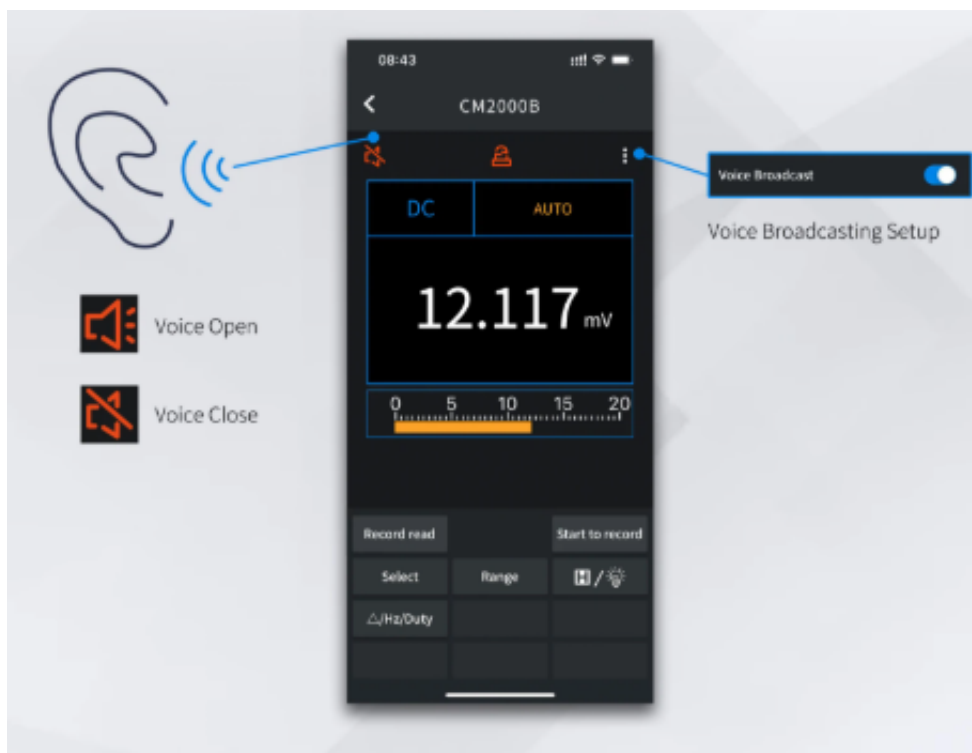 08:43
CM2000B
DC
AUTO
12.117 mV
0 5 10 15 20
Record read
Start to record
Select
Range
H/
△/Hz/Duty
Voice Open
Voice Close
Voice Broadcast
Voice Broadcasting Setup